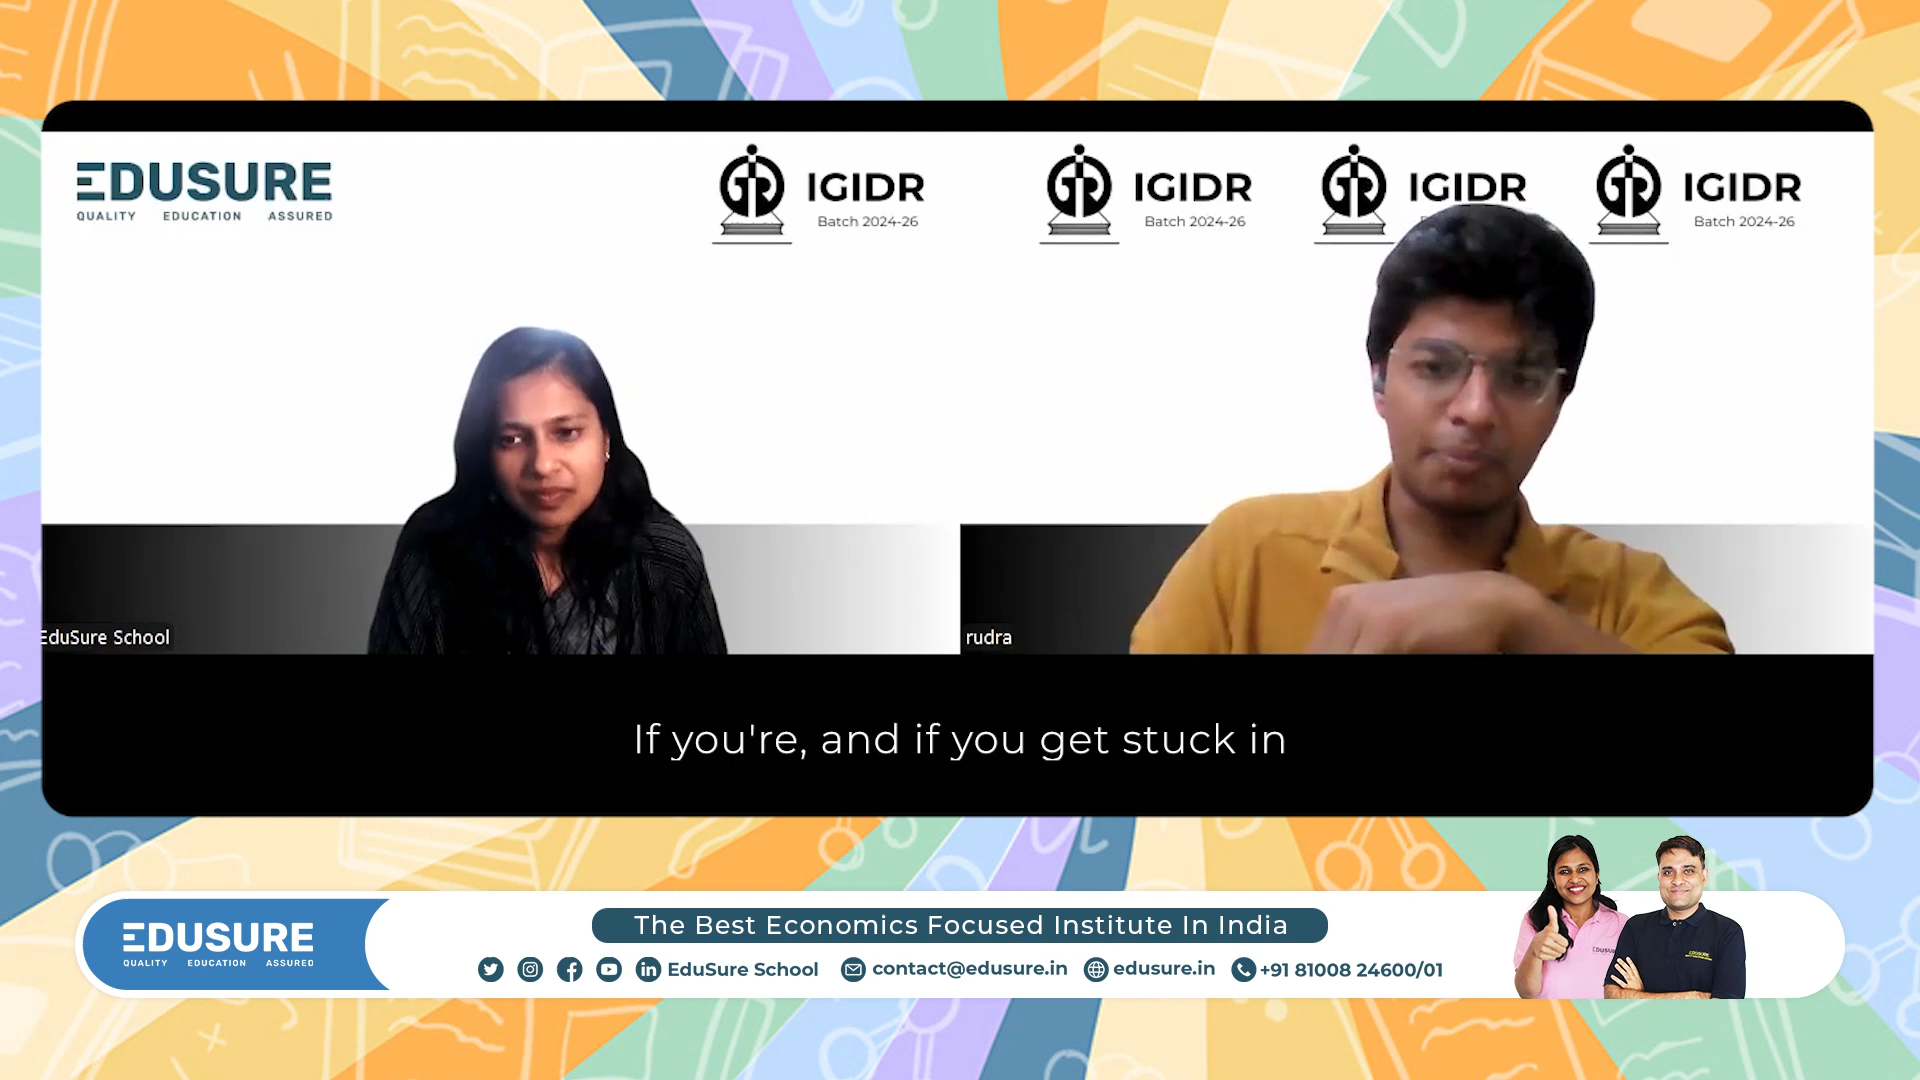 EDUSURE
QUALITY EDUCATION ASSURED
IGIDR
Batch 2024-26
IGIDR
Batch 2024-26
IGIDR
IGIDR
Batch 2024-26
EduSure School
rudra
If you're, and if you get stuck in
EDUSURE
QUALITY EDUCATION ASSURED
The Best Economics Focused Institute In India
EduSure School contact@edusure.in edusure.in +91 81008 24600/01